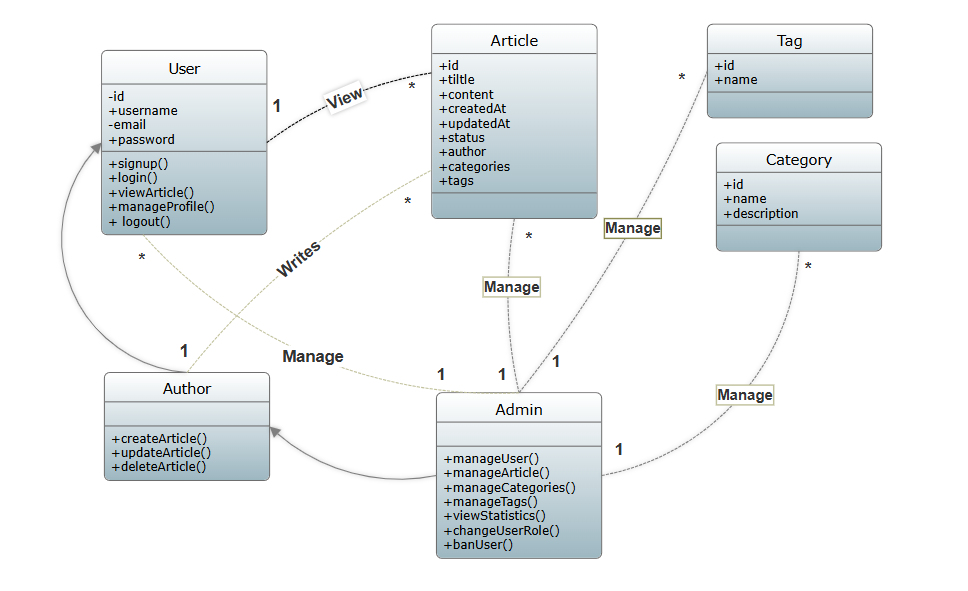 User
-id
+username
-email
+password
+signup()
+login()
+viewArticle()
+manageProfile()
+ logout()
1
View
*
Article
+id
+tiltle
+content
+createdAt
+updatedAt
+status
+author
+categories
+tags
*
*
Tag
+id
+name
*
Category
+id
+name
+description
*
*
Writes
Manage
Manage
Manage
Manage
1
1
1
1
1
Author
+createArticle()
+updateArticle()
+deleteArticle()
Admin
+manageUser()
+manageArticle()
+manageCategories()
+manageTags()
+viewStatistics()
+changeUserRole()
+banUser()